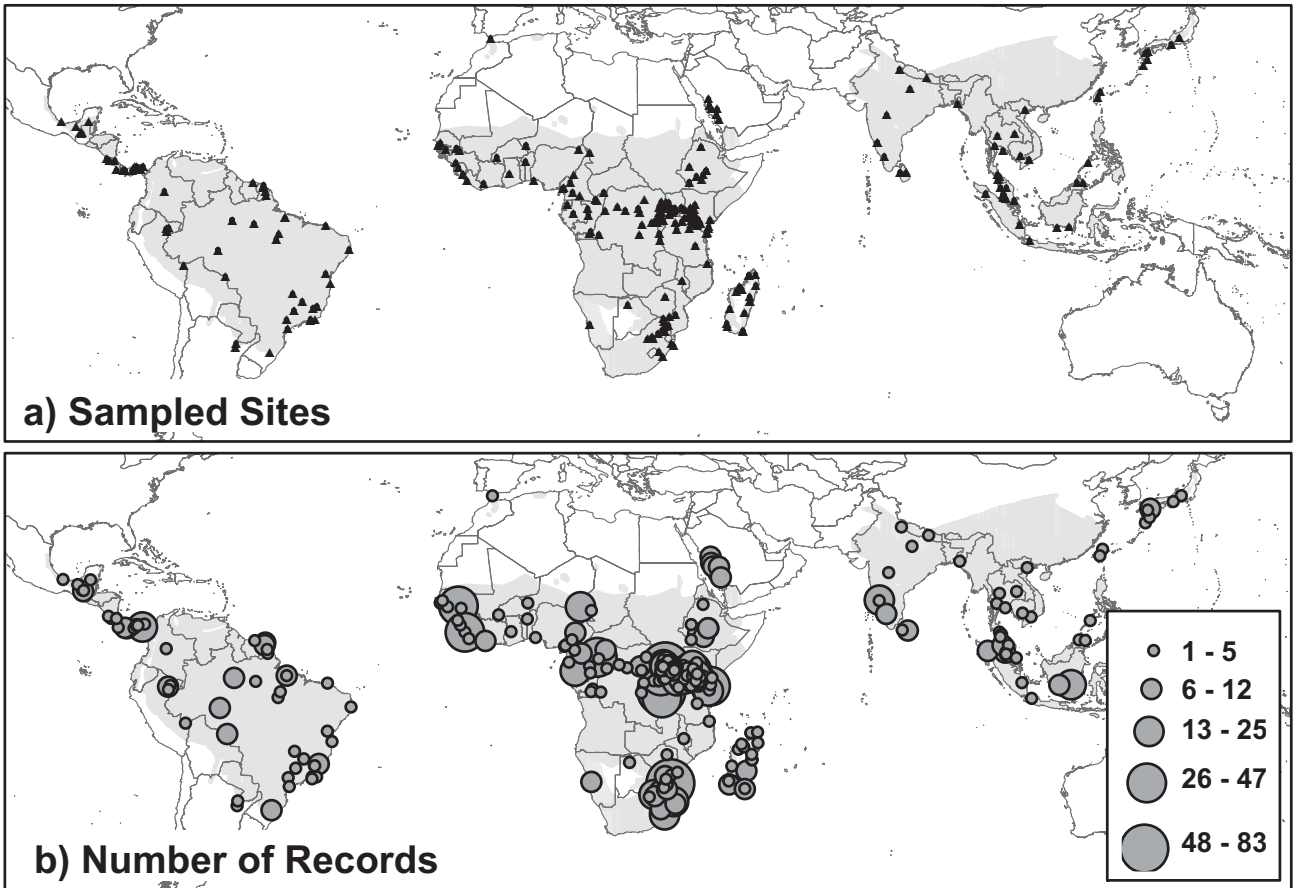 a) Sampled Sites
1 - 5
6 - 12
13 - 25
26 - 47
48 - 83
b) Number of Records